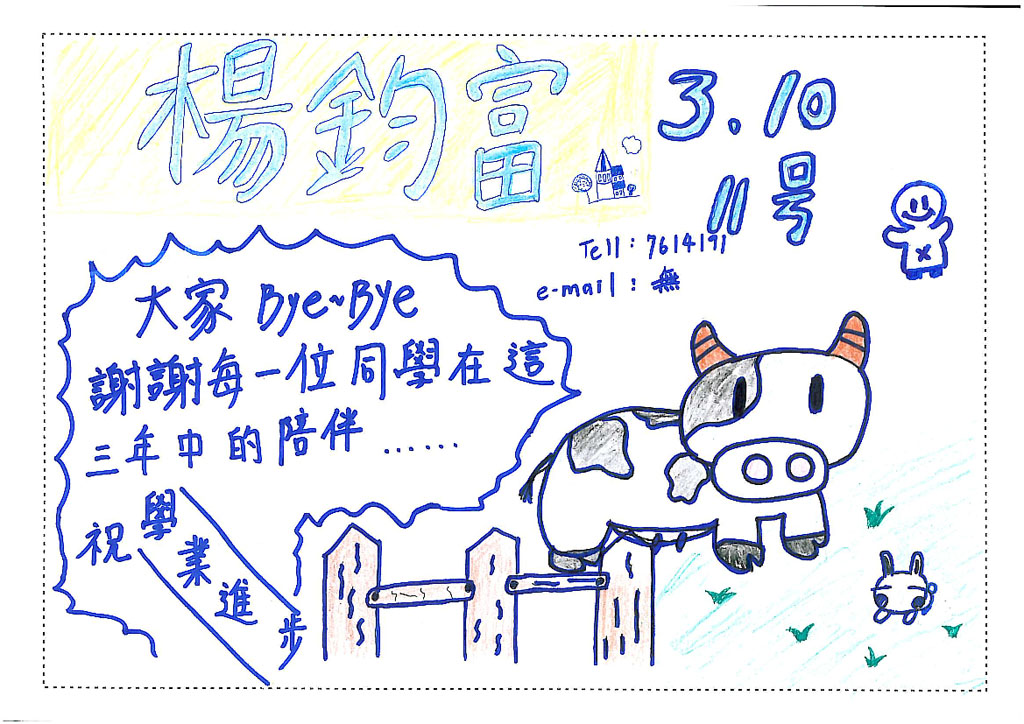 楊鈞富
3.10
11号
Tell：7614191
e-mail：無
大家 Bye~Bye
謝謝每一位同學在這
三年中的陪伴……
祝學業進步